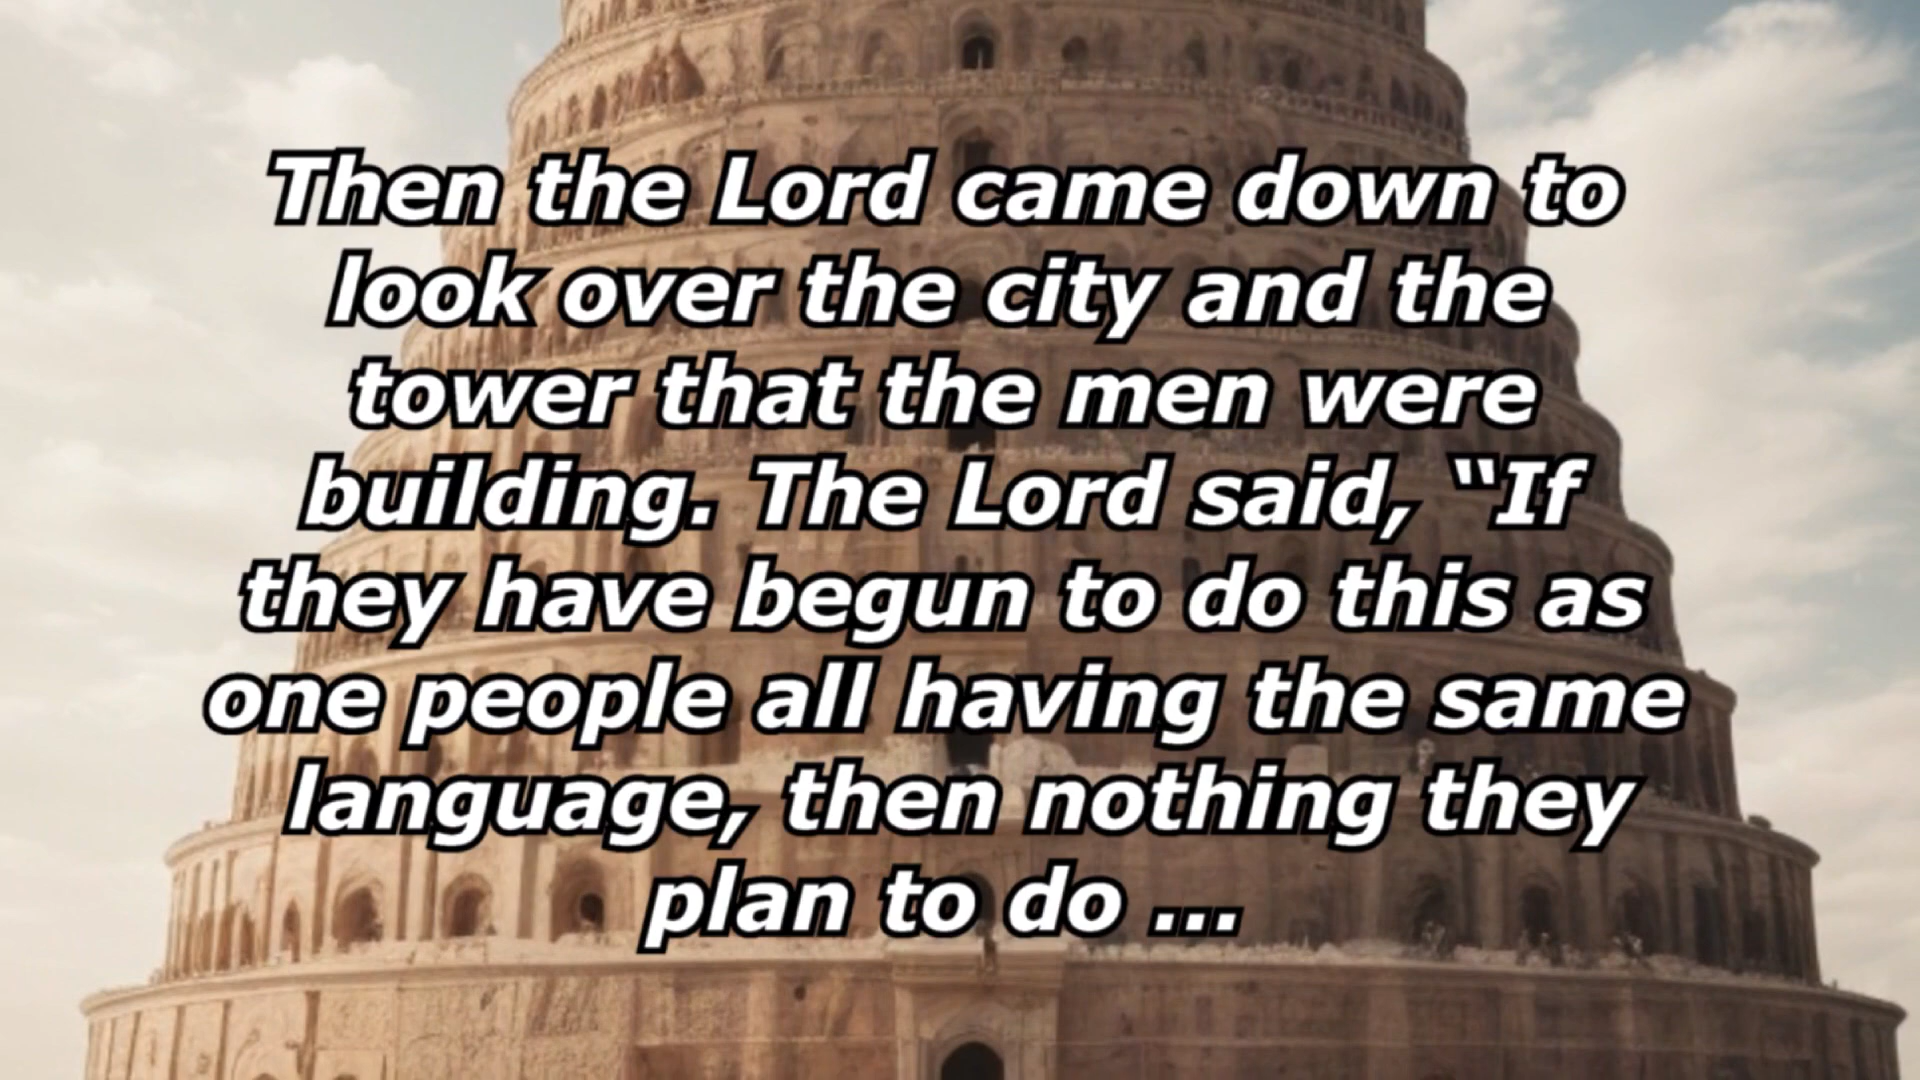 Then the Lord came down to
look over the city and the
tower that the men were
building. The Lord said, “If
they have begun to do this as
one people all having the same
language, then nothing they
plan to do ...